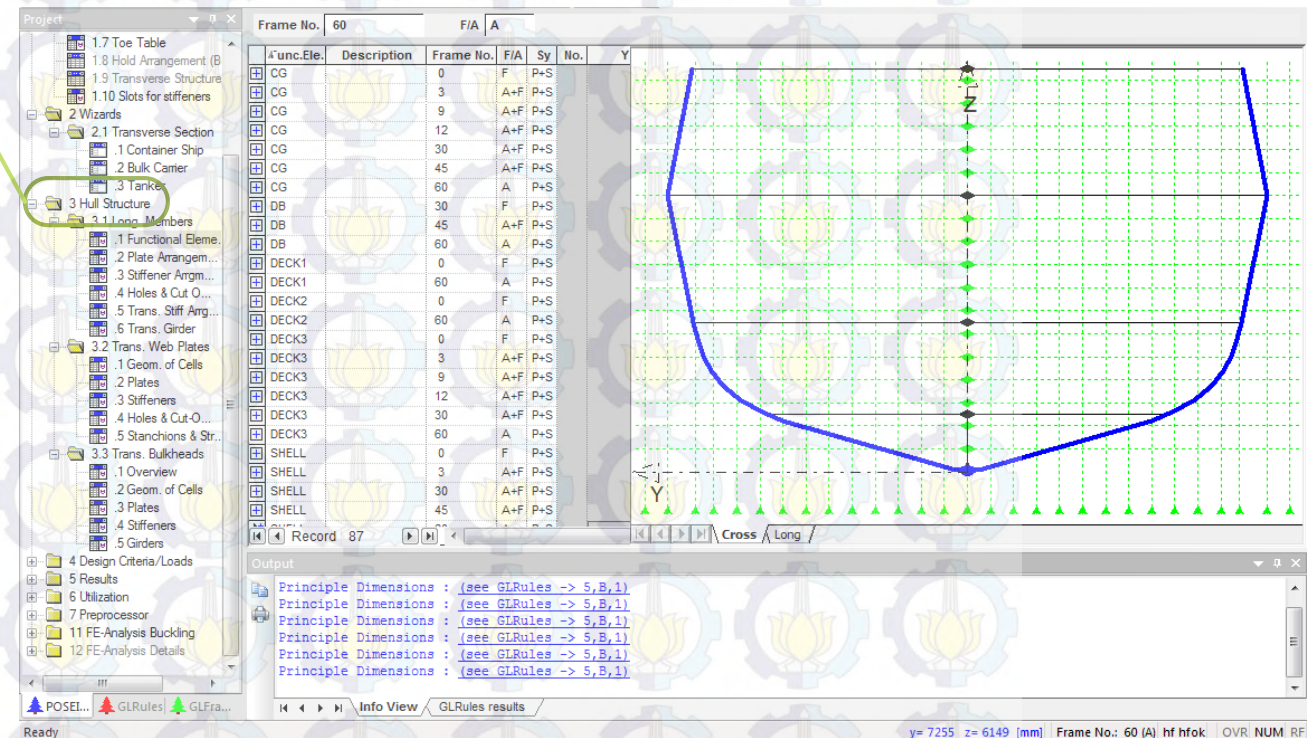 Project
1.7 Toe Table
1.8 Hold Arrangement (B
1.9 Transverse Structure
1.10 Slots for stiffeners
2 Wizards
2.1 Transverse Section
.1 Container Ship
.2 Bulk Carrier
.3 Tanker
3 Hull Structure
3.1 Long. Members
.1 Functional Eleme.
.2 Plate Arrangem...
.3 Stiffener Arrgm...
.4 Holes & Cut O...
.5 Trans. Stiff Arrg...
.6 Trans. Girder
3.2 Trans. Web Plates
.1 Geom. of Cells
.2 Plates
.3 Stiffeners
.4 Holes & Cut-O...
.5 Stanchions & Str..
3.3 Trans. Bulkheads
.1 Overview
.2 Geom. of Cells
.3 Plates
.4 Stiffeners
.5 Girders
4 Design Criteria/Loads
5 Results
6 Utilization
7 Preprocessor
11 FE-Analysis Buckling
12 FE-Analysis Details
POSEI... GLRules GLFra...
Frame No. 60 F/A A
Func.Ele. Description Frame No. F/A Sy No. Y
CG 0 F P+S
CG 3 A+F P+S
CG 9 A+F P+S
CG 12 A+F P+S
CG 30 A+F P+S
CG 45 A+F P+S
CG 60 A P+S
DB 30 F P+S
DB 45 A+F P+S
DB 60 A P+S
DECK1 0 F P+S
DECK1 60 A P+S
DECK2 0 F P+S
DECK2 60 A P+S
DECK3 0 F P+S
DECK3 3 A+F P+S
DECK3 9 A+F P+S
DECK3 12 A+F P+S
DECK3 30 A+F P+S
DECK3 60 A P+S
SHELL 0 F P+S
SHELL 3 A+F P+S
SHELL 30 A+F P+S
SHELL 45 A+F P+S
Record 87
Z
Y
Cross Long
Output
Principle Dimensions : (see GLRules -> 5,B,1)
Principle Dimensions : (see GLRules -> 5,B,1)
Principle Dimensions : (see GLRules -> 5,B,1)
Principle Dimensions : (see GLRules -> 5,B,1)
Principle Dimensions : (see GLRules -> 5,B,1)
Principle Dimensions : (see GLRules -> 5,B,1)
Info View GLRules results
Ready y= 7255 z= 6149 [mm] Frame No.: 60 (A) hf hfok OVR NUM RF